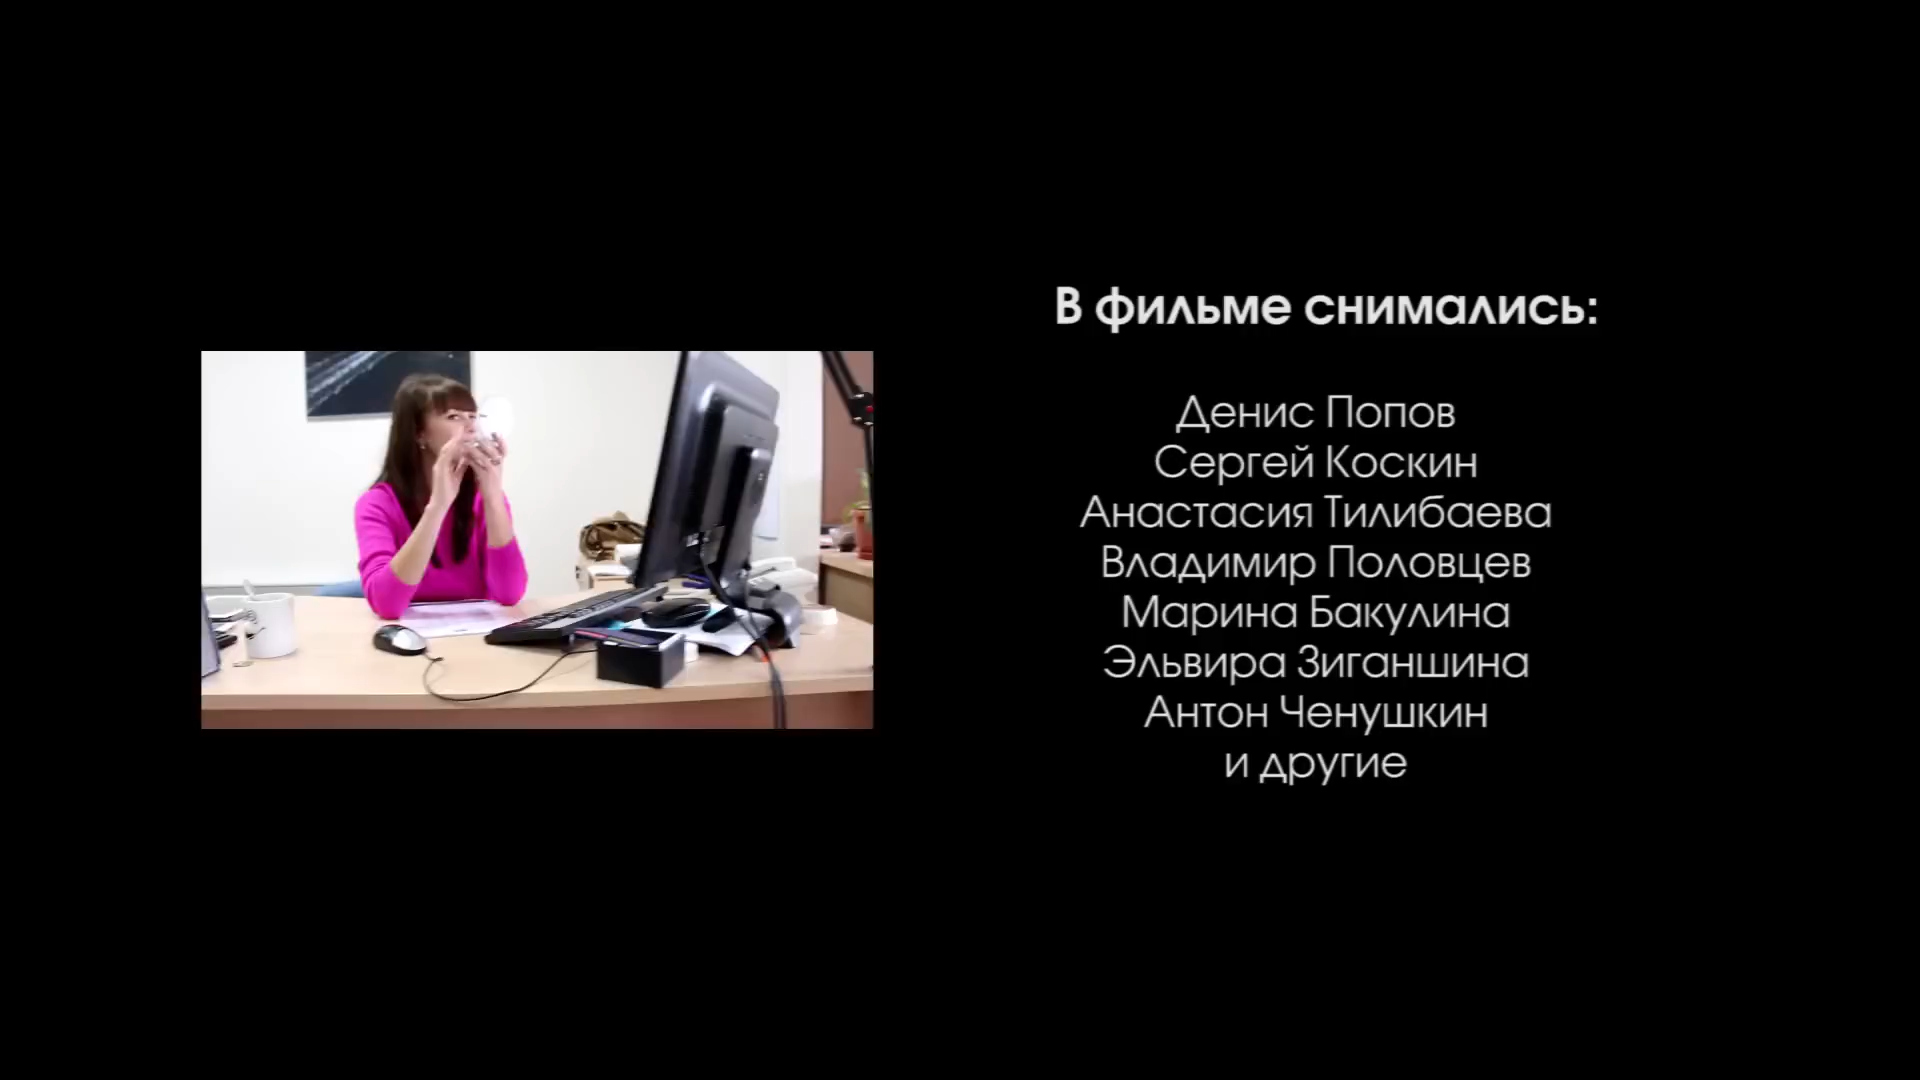 В фильме снимались:
Денис Попов
Сергей Коскин
Анастасия Тилибаева
Владимир Половцев
Марина Бакулина
Эльвира Зиганшина
Антон Ченушкин
и другие